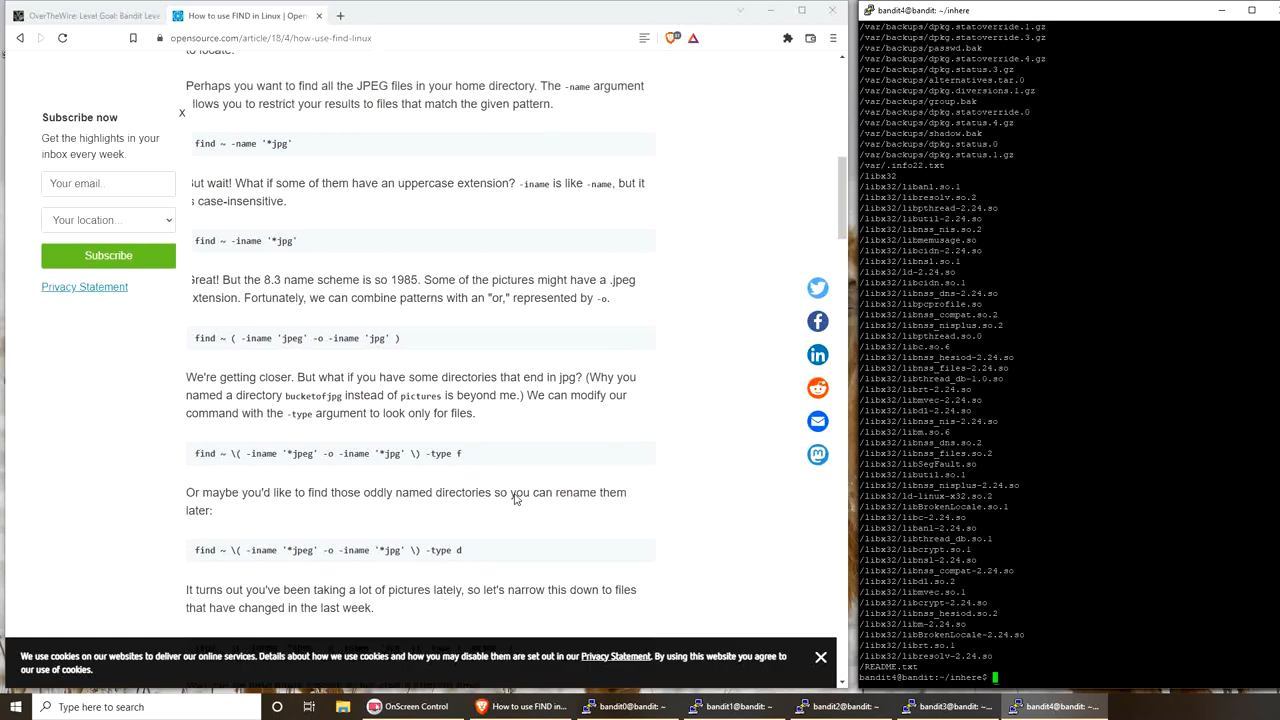 OverTheWire: Level Goal: Bandit Level
How to use FIND in Linux | Open
opensource.com/article/18/4/how-use-find-linux
to locate.
Perhaps you want to find all the JPEG files in your home directory. The -name argument
llows you to restrict your results to files that match the given pattern.
find ~ -name '*jpg'
But wait! What if some of them have an uppercase extension? -iname is like -name, but it
s case-insensitive.
find ~ -iname '*jpg'
Great! But the 8.3 name scheme is so 1985. Some of the pictures might have a .jpeg
xtension. Fortunately, we can combine patterns with an "or," represented by -o.
find ~ ( -iname 'jpeg' -o -iname 'jpg' )
We're getting closer. But what if you have some directories that end in jpg? (Why you
named a directory bucketofjpg instead of pictures is beyond me.) We can modify our
command with the -type argument to look only for files.
find ~ \( -iname '*jpeg' -o -iname '*jpg' \) -type f
Or maybe you'd like to find those oddly named directories so you can rename them
later:
find ~ \( -iname '*jpeg' -o -iname '*jpg' \) -type d
It turns out you've been taking a lot of pictures lately, so let's narrow this down to files
that have changed in the last week.
Subscribe now
X
Get the highlights in your
inbox every week.
Your email..
Your location...
Subscribe
Privacy Statement
We use cookies on our websites to deliver our online services. Details about how we use cookies and how you may disable them are set out in our Privacy Statement. By using this website you agree to
our use of cookies.
bandit4@bandit: ~/inhere
/var/backups/dpkg.statoverride.1.gz
/var/backups/dpkg.statoverride.3.gz
/var/backups/passwd.bak
/var/backups/dpkg.statoverride.4.gz
/var/backups/dpkg.status.3.gz
/var/backups/alternatives.tar.0
/var/backups/dpkg.diversions.1.gz
/var/backups/group.bak
/var/backups/dpkg.statoverride.0
/var/backups/dpkg.status.4.gz
/var/backups/shadow.bak
/var/backups/dpkg.status.0
/var/backups/dpkg.status.1.gz
/var/.info22.txt
/libx32
/libx32/libanl.so.1
/libx32/libresolv.so.2
/libx32/libpthread-2.24.so
/libx32/libutil-2.24.so
/libx32/libnss_nis.so.2
/libx32/libmemusage.so
/libx32/libcidn-2.24.so
/libx32/libnsl.so.1
/libx32/ld-2.24.so
/libx32/libcidn.so.1
/libx32/libnss_dns-2.24.so
/libx32/libpcprofile.so
/libx32/libnss_compat.so.2
/libx32/libnss_nisplus.so.2
/libx32/libpthread.so.0
/libx32/libc.so.6
/libx32/libnss_hesiod-2.24.so
/libx32/libnss_files-2.24.so
/libx32/libthread_db-1.0.so
/libx32/librt-2.24.so
/libx32/libmvec-2.24.so
/libx32/libdl-2.24.so
/libx32/libnss_nis-2.24.so
/libx32/libm.so.6
/libx32/libnss_dns.so.2
/libx32/libnss_files.so.2
/libx32/libSegFault.so
/libx32/libutil.so.1
/libx32/libnss_nisplus-2.24.so
/libx32/ld-linux-x32.so.2
/libx32/libBrokenLocale.so.1
/libx32/libc-2.24.so
/libx32/libanl-2.24.so
/libx32/libthread_db.so.1
/libx32/libcrypt.so.1
/libx32/libnsl-2.24.so
/libx32/libnss_compat-2.24.so
/libx32/libdl.so.2
/libx32/libmvec.so.1
/libx32/libcrypt-2.24.so
/libx32/libnss_hesiod.so.2
/libx32/libm-2.24.so
/libx32/libBrokenLocale-2.24.so
/libx32/librt.so.1
/libx32/libresolv-2.24.so
/README.txt
bandit4@bandit:~/inhere$
Type here to search
OnScreen Control
How to use FIND in...
bandit0@bandit: ~
bandit1@bandit: ~
bandit2@bandit: ~
bandit3@bandit: ~...
bandit4@bandit: ~...